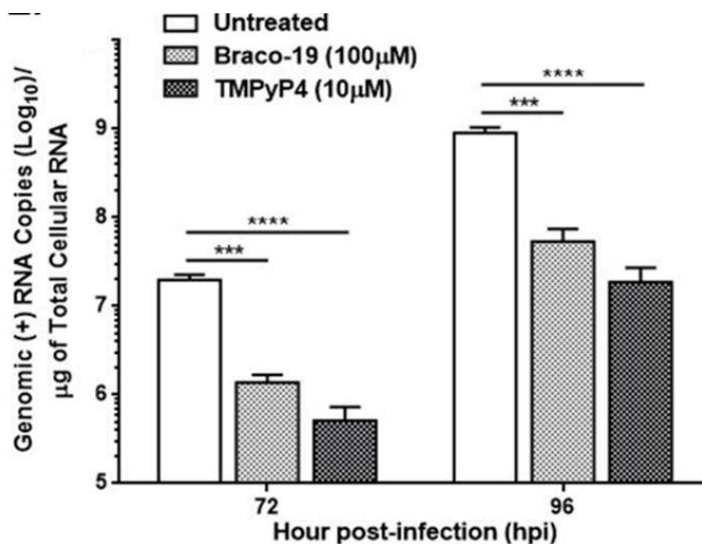 Untreated
Braco-19 (100μM)
TMPyP4 (10μM)
Genomic (+) RNA Copies (Log10)/
μg of Total Cellular RNA
9
8
7
6
5
****
***
****
***
72
96
Hour post-infection (hpi)